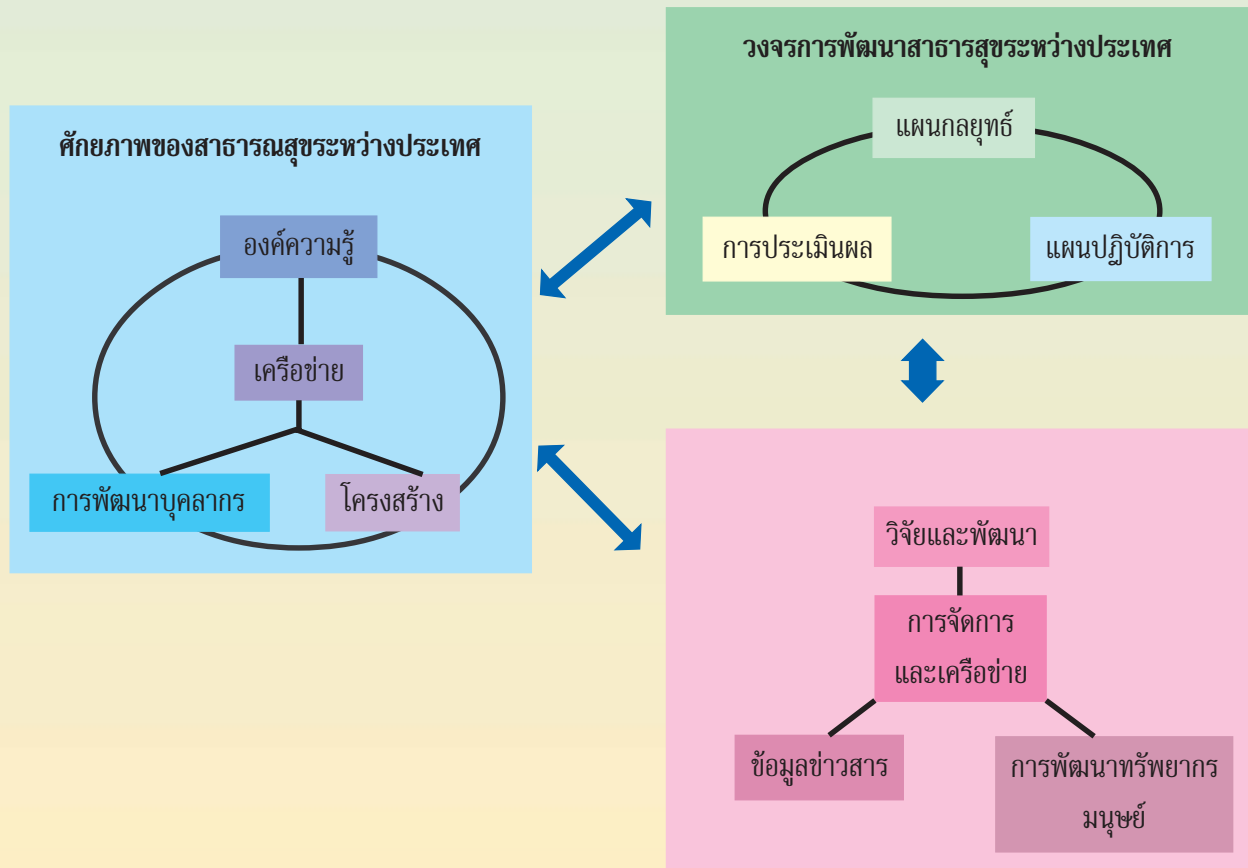 ศักยภาพของสาธารณสุขระหว่างประเทศ
องค์ความรู้
เครือข่าย
การพัฒนาบุคลากร
โครงสร้าง
วงจรการพัฒนาสาธารสุขระหว่างประเทศ
แผนกลยุทธ์
การประเมินผล
แผนปฎิบัติการ
วิจัยและพัฒนา
การจัดการ
และเครือข่าย
ข้อมูลข่าวสาร
การพัฒนาทรัพยากร
มนุษย์